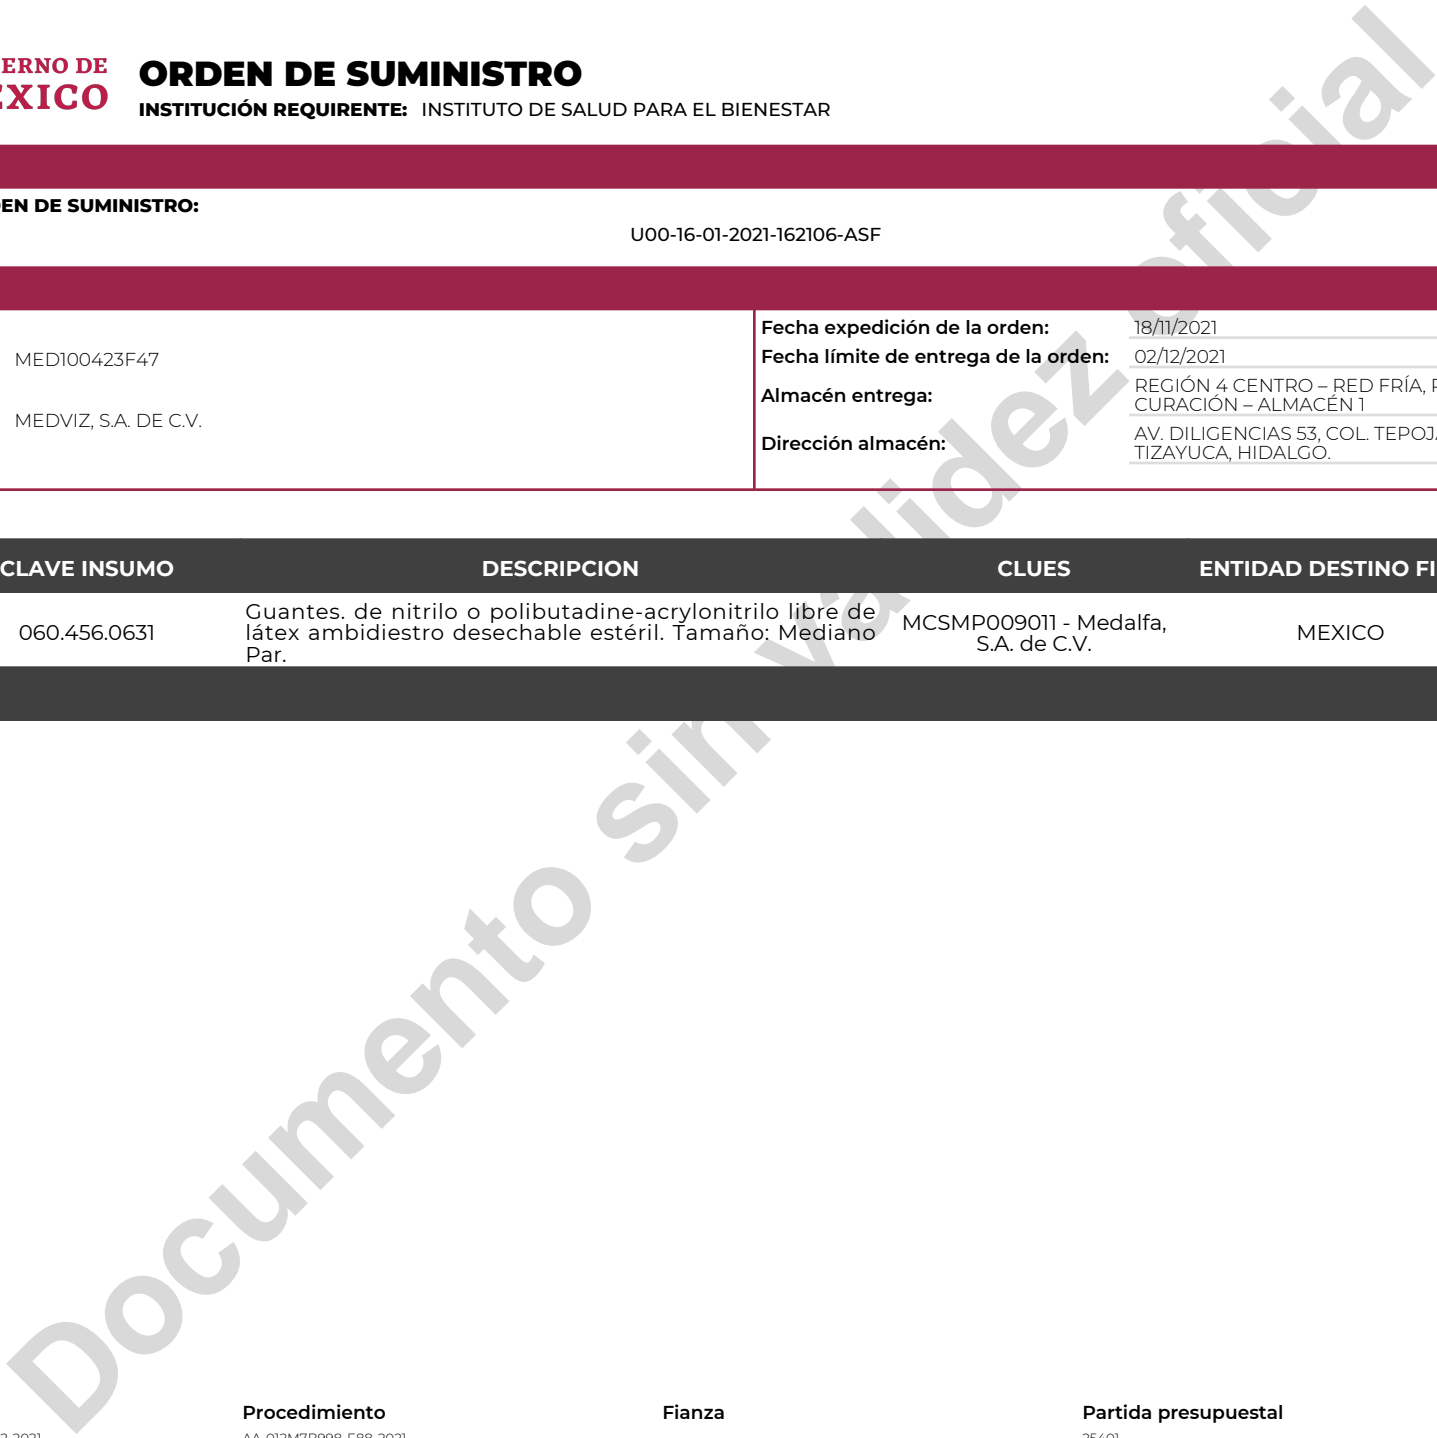 ERNO DE
EXICO
ORDEN DE SUMINISTRO
INSTITUCIÓN REQUIRENTE: INSTITUTO DE SALUD PARA EL BIENESTAR
EN DE SUMINISTRO:
U00-16-01-2021-162106-ASF
MED100423F47
MEDVIZ, S.A. DE C.V.
Fecha expedición de la orden: 18/11/2021
Fecha límite de entrega de la orden: 02/12/2021
Almacén entrega: REGIÓN 4 CENTRO – RED FRÍA,
CURACIÓN – ALMACÉN 1
Dirección almacén: AV. DILIGENCIAS 53, COL. TEPOJ
TIZAYUCA, HIDALGO.
CLAVE INSUMO DESCRIPCION CLUES ENTIDAD DESTINO FI
060.456.0631
Guantes. de nitrilo o polibutadine-acrylonitrilo libre de
látex ambidiestro desechable estéril. Tamaño: Mediano
Par.
MCSMP009011 - Medalfa,
S.A. de C.V.
MEXICO
Documento sin validez oficial
Procedimiento Fianza Partida presupuestal